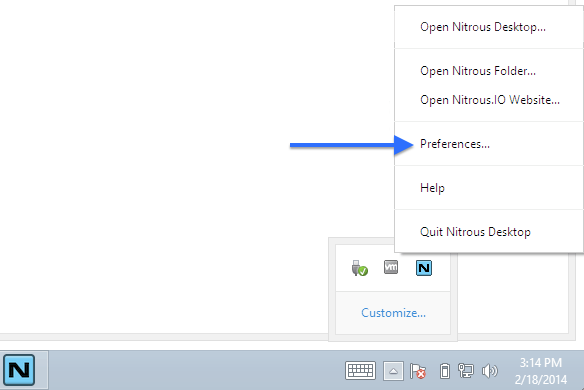 Open Nitrous Desktop...
Open Nitrous Folder...
Open Nitrous.IO Website...
Preferences...
Help
Quit Nitrous Desktop
vm N
Customize...
N
3:14 PM
2/18/2014